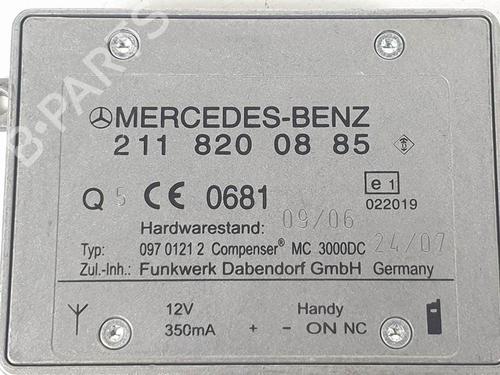 B-PARTS
MERCEDES-BENZ
211 820 08 85
Q 5 CE 0681 e1
022019
Hardwarestand: 09/06
Typ: 097 0121 2 Compenser® MC 3000DC 24/07
Zul.-Inh.: Funkwerk Dabendorf GmbH Germany
12V Handy
350mA + - ON NC